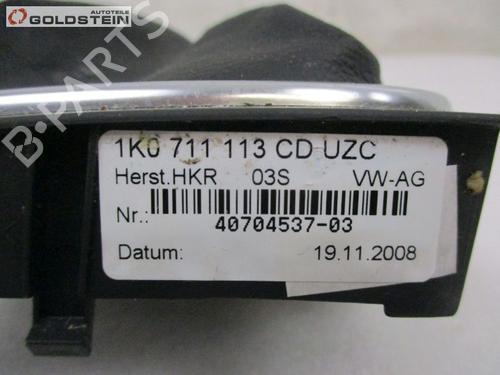 AUTOTEILE
GOLDSTEIN
B-PARTS
1K0 711 113 CD UZC
Herst.HKR 03S VW-AG
Nr.:
40704537-03
Datum: 19.11.2008